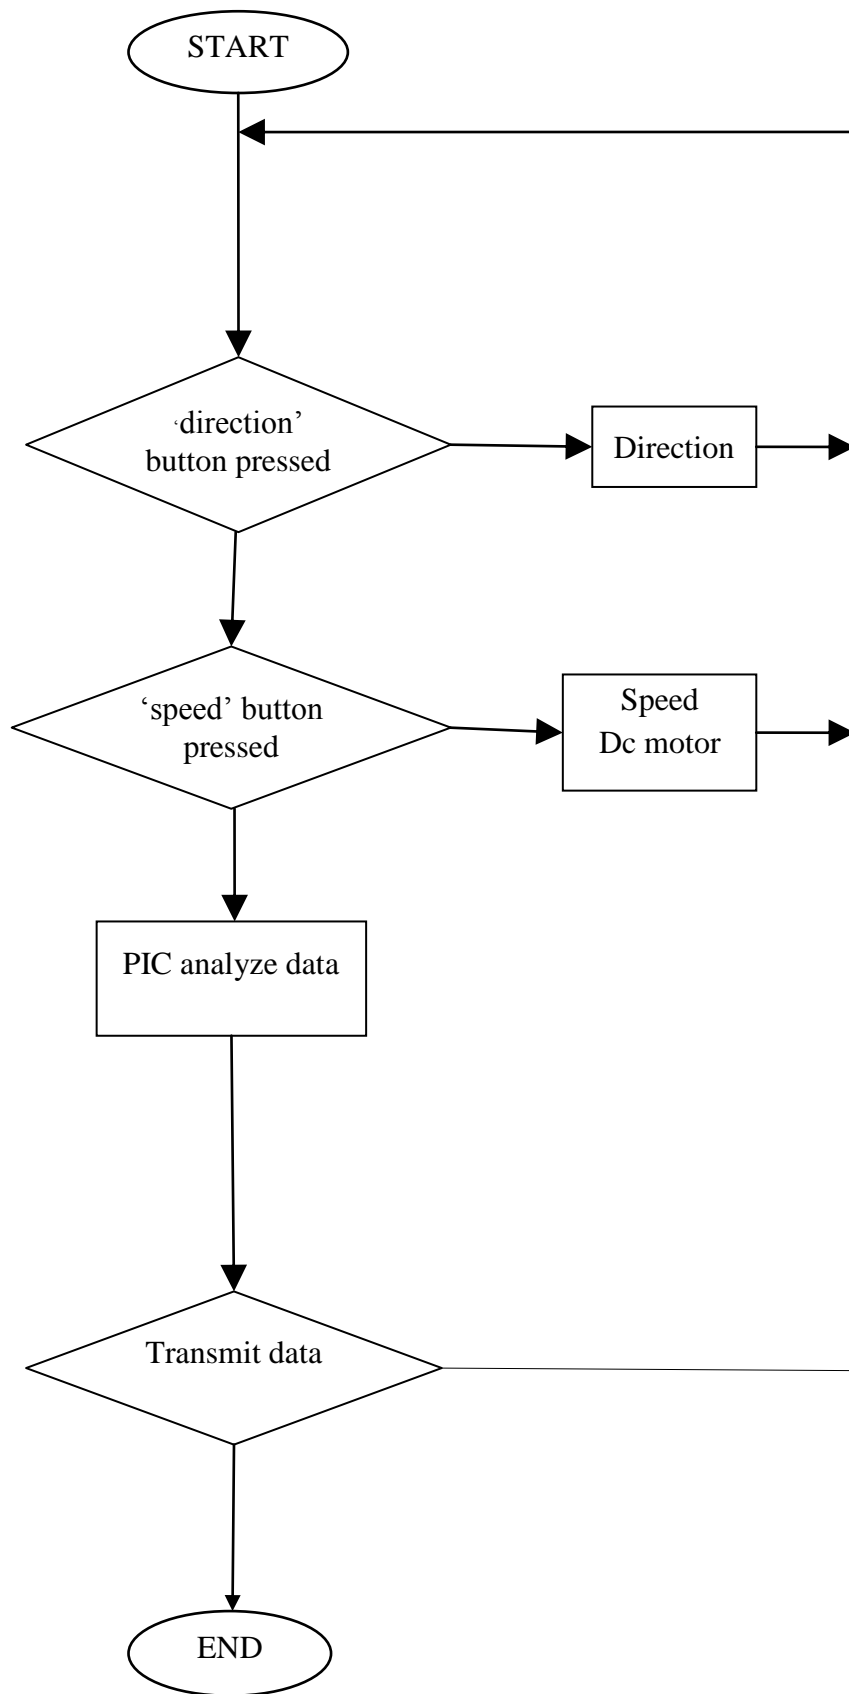 START
‘direction’
button pressed
Direction
‘speed’ button
pressed
Speed
Dc motor
PIC analyze data
Transmit data
END